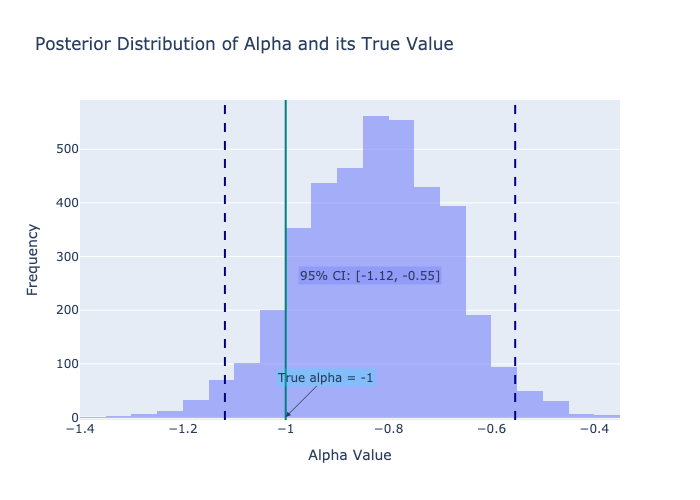 Posterior Distribution of Alpha and its True Value
500
400
300
200
100
0
Frequency
95% CI: [-1.12, -0.55]
True alpha = -1
−1.4
−1.2
−1
−0.8
−0.6
−0.4
Alpha Value